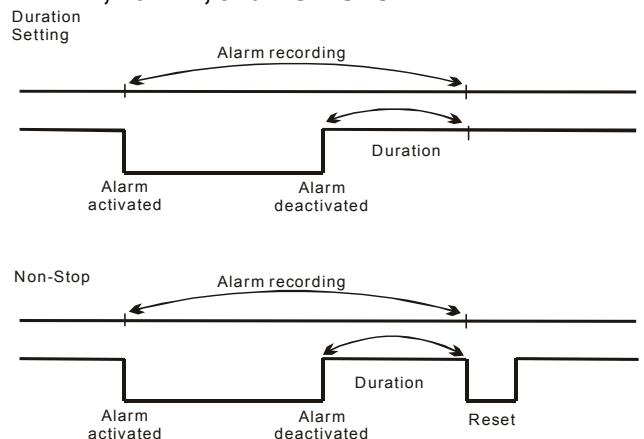 Duration
Setting
Alarm recording
Duration
Alarm
activated
Alarm
deactivated
Non-Stop
Alarm recording
Duration
Alarm
activated
Alarm
deactivated
Reset